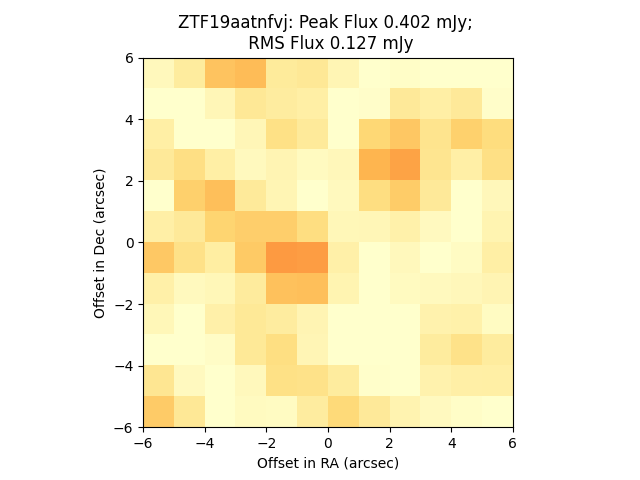 ZTF19aatnfvj: Peak Flux 0.402 mJy;
RMS Flux 0.127 mJy
6
4
2
0
−2
−4
−6
Offset in Dec (arcsec)
−6 −4 −2 0 2 4 6
Offset in RA (arcsec)